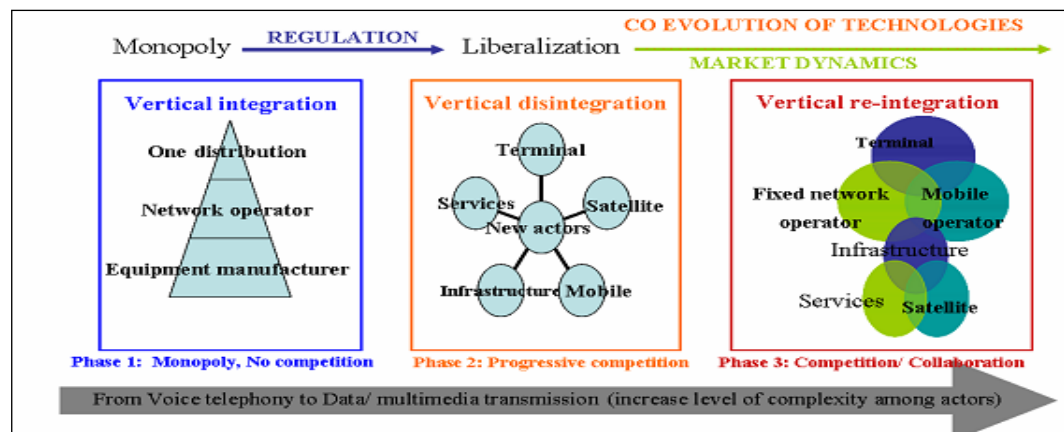 CO EVOLUTION OF TECHNOLOGIES
Monopoly
REGULATION
Liberalization
MARKET DYNAMICS
Vertical integration
One distribution
Network operator
Equipment manufacturer
Phase 1: Monopoly, No competition
Vertical disintegration
Terminal
Services
Satellite
New actors
Infrastructure
Mobile
Phase 2: Progressive competition
Vertical re-integration
Terminal
Fixed network
operator
Mobile
operator
Infrastructure
Services
Satellite
Phase 3: Competition/ Collaboration
From Voice telephony to Data/ multimedia transmission (increase level of complexity among actors)